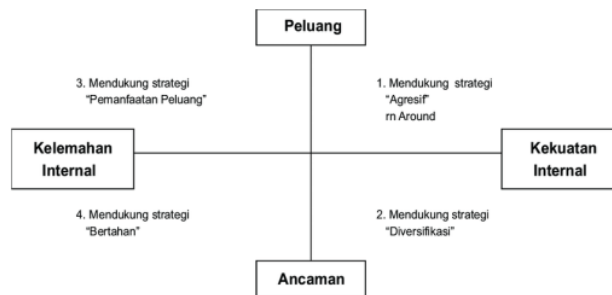 Peluang
3. Mendukung strategi
"Pemanfaatan Peluang"
1. Mendukung strategi
"Agresif"
rn Around
Kelemahan
Internal
Kekuatan
Internal
4. Mendukung strategi
"Bertahan"
2. Mendukung strategi
"Diversifikasi"
Ancaman